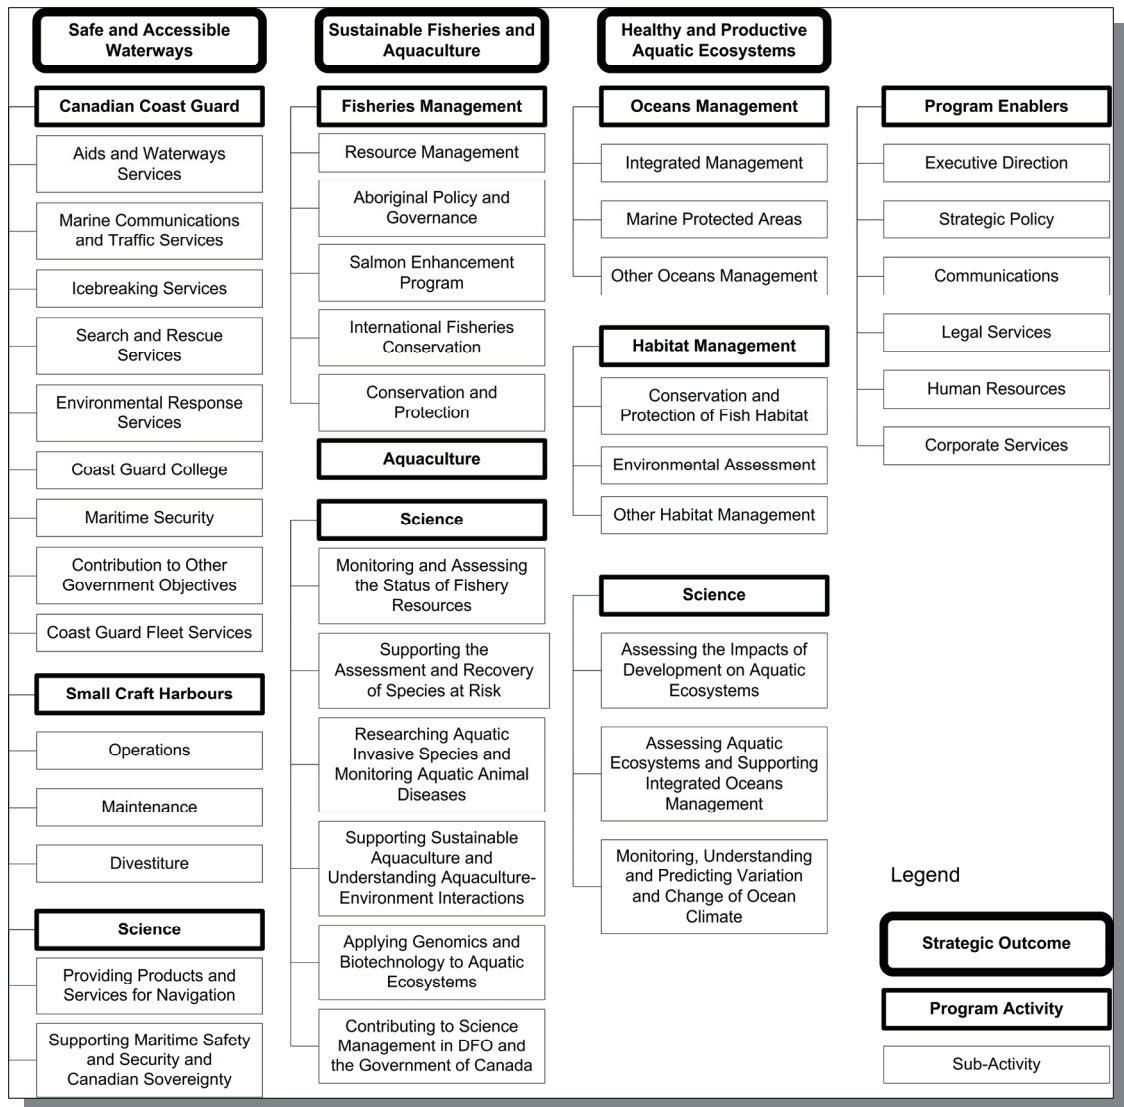 Safe and Accessible
Waterways
Canadian Coast Guard
Aids and Waterways
Services
Marine Communications
and Traffic Services
Icebreaking Services
Search and Rescue
Services
Environmental Response
Services
Coast Guard College
Maritime Security
Contribution to Other
Government Objectives
Coast Guard Fleet Services
Small Craft Harbours
Operations
Maintenance
Divestiture
Science
Providing Products and
Services for Navigation
Supporting Maritime Safety
and Security and
Canadian Sovereignty
Sustainable Fisheries and
Aquaculture
Fisheries Management
Resource Management
Aboriginal Policy and
Governance
Salmon Enhancement
Program
International Fisheries
Conservation
Conservation and
Protection
Aquaculture
Science
Monitoring and Assessing
the Status of Fishery
Resources
Supporting the
Assessment and Recovery
of Species at Risk
Researching Aquatic
Invasive Species and
Monitoring Aquatic Animal
Diseases
Supporting Sustainable
Aquaculture and
Understanding Aquaculture-
Environment Interactions
Applying Genomics and
Biotechnology to Aquatic
Ecosystems
Contributing to Science
Management in DFO and
the Government of Canada
Healthy and Productive
Aquatic Ecosystems
Oceans Management
Integrated Management
Marine Protected Areas
Other Oceans Management
Habitat Management
Conservation and
Protection of Fish Habitat
Environmental Assessment
Other Habitat Management
Science
Assessing the Impacts of
Development on Aquatic
Ecosystems
Assessing Aquatic
Ecosystems and Supporting
Integrated Oceans
Management
Monitoring, Understanding
and Predicting Variation
and Change of Ocean
Climate
Program Enablers
Executive Direction
Strategic Policy
Communications
Legal Services
Human Resources
Corporate Services
Legend
Strategic Outcome
Program Activity
Sub-Activity